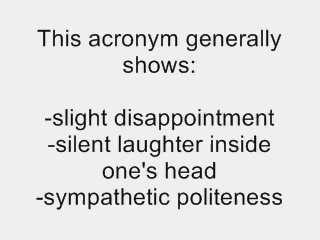 This acronym generally
shows:
-slight disappointment
-silent laughter inside
one's head
-sympathetic politeness